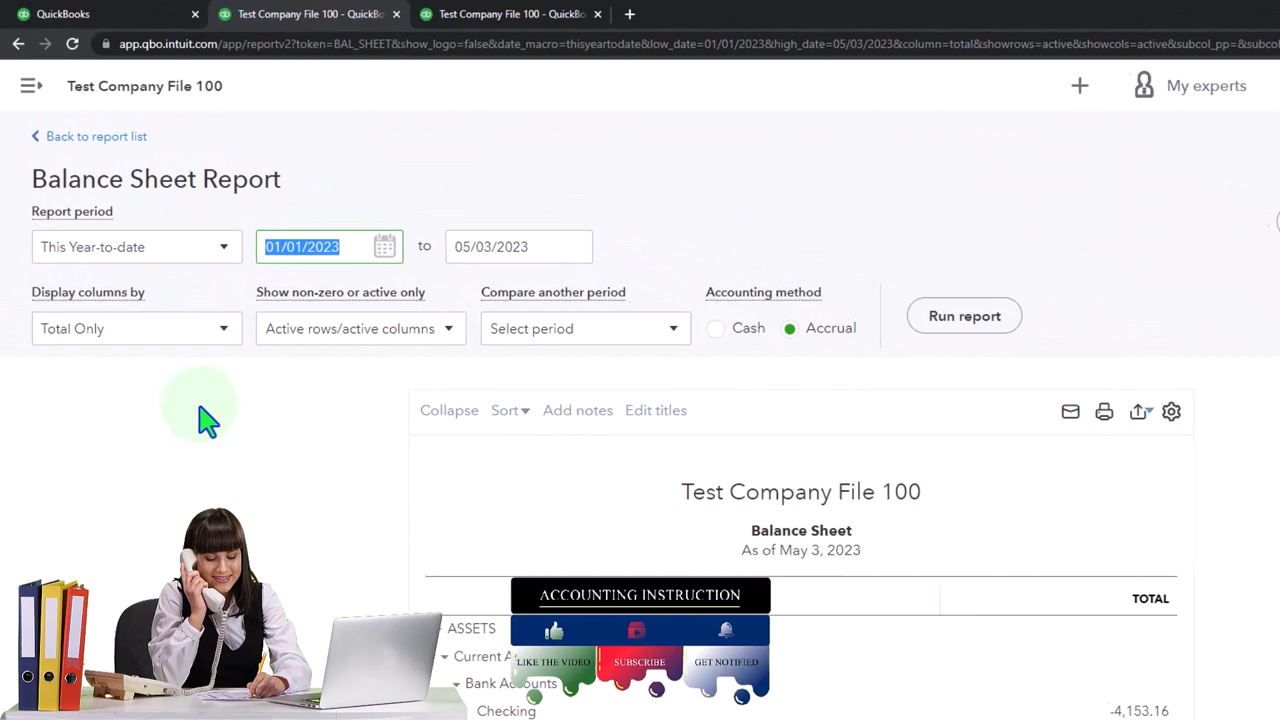 QuickBooks
Test Company File 100 - QuickBo
Test Company File 100 - QuickBo
app.qbo.intuit.com/app/reportv2?token=BAL_SHEET&show_logo=false&date_macro=thisyeartodate&low_date=01/01/2023&high_date=05/03/2023&column=total&showrows=active&showcols=active&subcol_pp=&subcol
Test Company File 100
My experts
Back to report list
Balance Sheet Report
Report period
This Year-to-date
01/01/2023
to
05/03/2023
Display columns by
Show non-zero or active only
Compare another period
Accounting method
Total Only
Active rows/active columns
Select period
Cash
Accrual
Run report
Collapse
Sort
Add notes
Edit titles
Test Company File 100
Balance Sheet
As of May 3, 2023
TOTAL
ASSETS
Current A
Bank Accounts
Checking
-4,153.16
ACCOUNTING INSTRUCTION
LIKE THE VIDEO
SUBSCRIBE
GET NOTIFIED